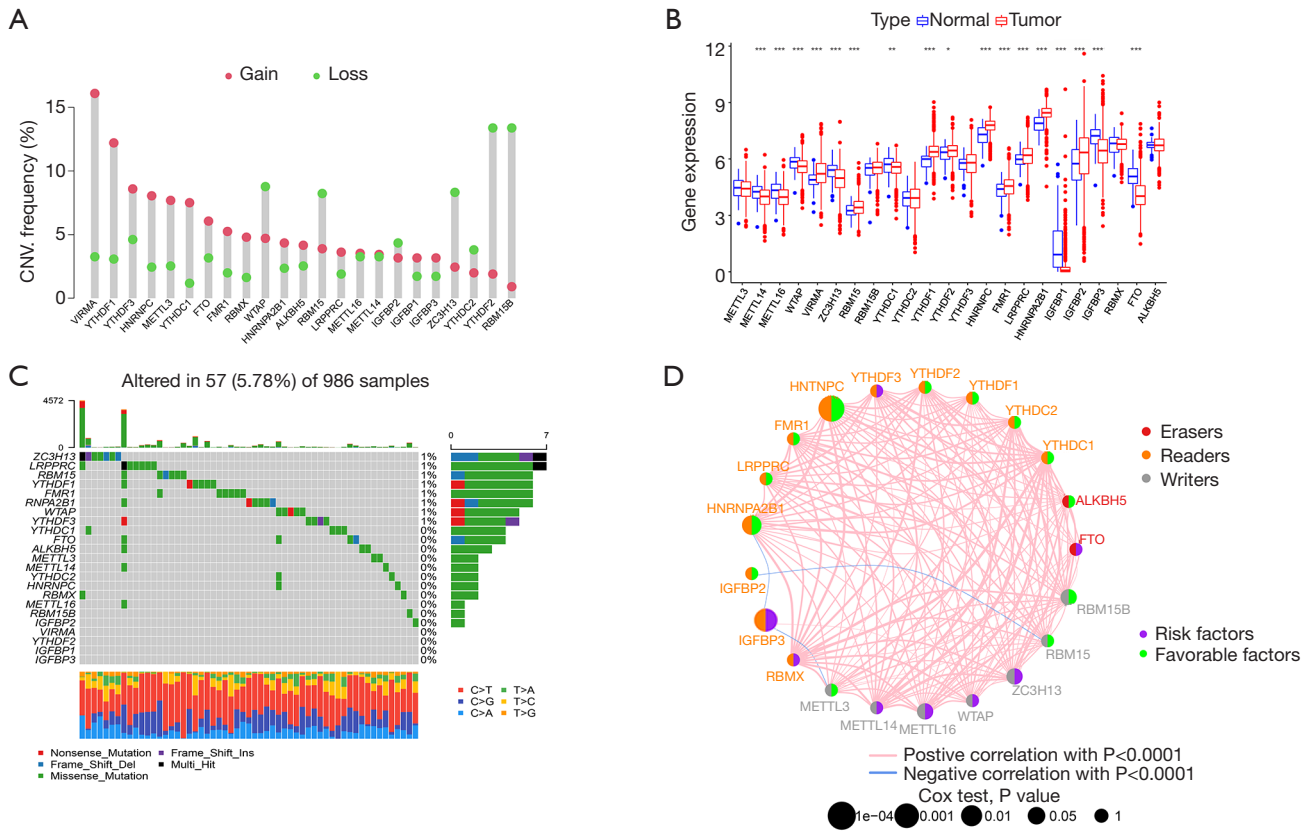 A
Gain
Loss
CNV. frequency (%)
15
10
5
0
VIRMA
YTHDF1
YTHDF3
HNRNPC
METTL3
YTHDC1
FTO
FMR1
RBMX
WTAP
HNRNPA2B1
ALKBH5
RBM15
LRPPRC
METTL16
METTL14
IGFBP2
IGFBP1
IGFBP3
ZC3H13
YTHDC2
YTHDF2
RBM15B
B
Type Normal Tumor
Gene expression
12
9
6
3
0
*** *** *** *** *** *** ** *** * *** *** *** *** *** *** *** ***
METTL3
METTL14
METTL16
WTAP
VIRMA
ZC3H13
RBM15
RBM15B
YTHDC1
YTHDC2
YTHDF1
YTHDF2
YTHDF3
HNRNPC
FMR1
LRPPRC
HNRNPA2B1
IGFBP1
IGFBP2
IGFBP3
RBMX
FTO
ALKBH5
C
Altered in 57 (5.78%) of 986 samples
4572
0
0 7
ZC3H13 1%
LRPPRC 1%
RBM15 1%
YTHDF1 1%
FMR1 1%
RNPA2B1 1%
WTAP 1%
YTHDF3 1%
YTHDC1 0%
FTO 0%
ALKBH5 0%
METTL3 0%
METTL14 0%
YTHDC2 0%
HNRNPC 0%
RBMX 0%
METTL16 0%
RBM15B 0%
IGFBP2 0%
VIRMA 0%
YTHDF2 0%
IGFBP1 0%
IGFBP3 0%
C>T T>A
C>G T>C
C>A T>G
Nonsense_Mutation Frame_Shift_Ins
Frame_Shift_Del Multi_Hit
Missense_Mutation
D
HNTNPC
YTHDF3
YTHDF2
YTHDF1
YTHDC2
YTHDC1
ALKBH5
FTO
RBM15B
RBM15
ZC3H13
WTAP
METTL16
METTL14
METTL3
RBMX
IGFBP3
IGFBP2
HNRNPA2B1
LRPPRC
FMR1
Erasers
Readers
Writers
Risk factors
Favorable factors
Postive correlation with P<0.0001
Negative correlation with P<0.0001
Cox test, P value
1e-04 0.001 0.01 0.05 1